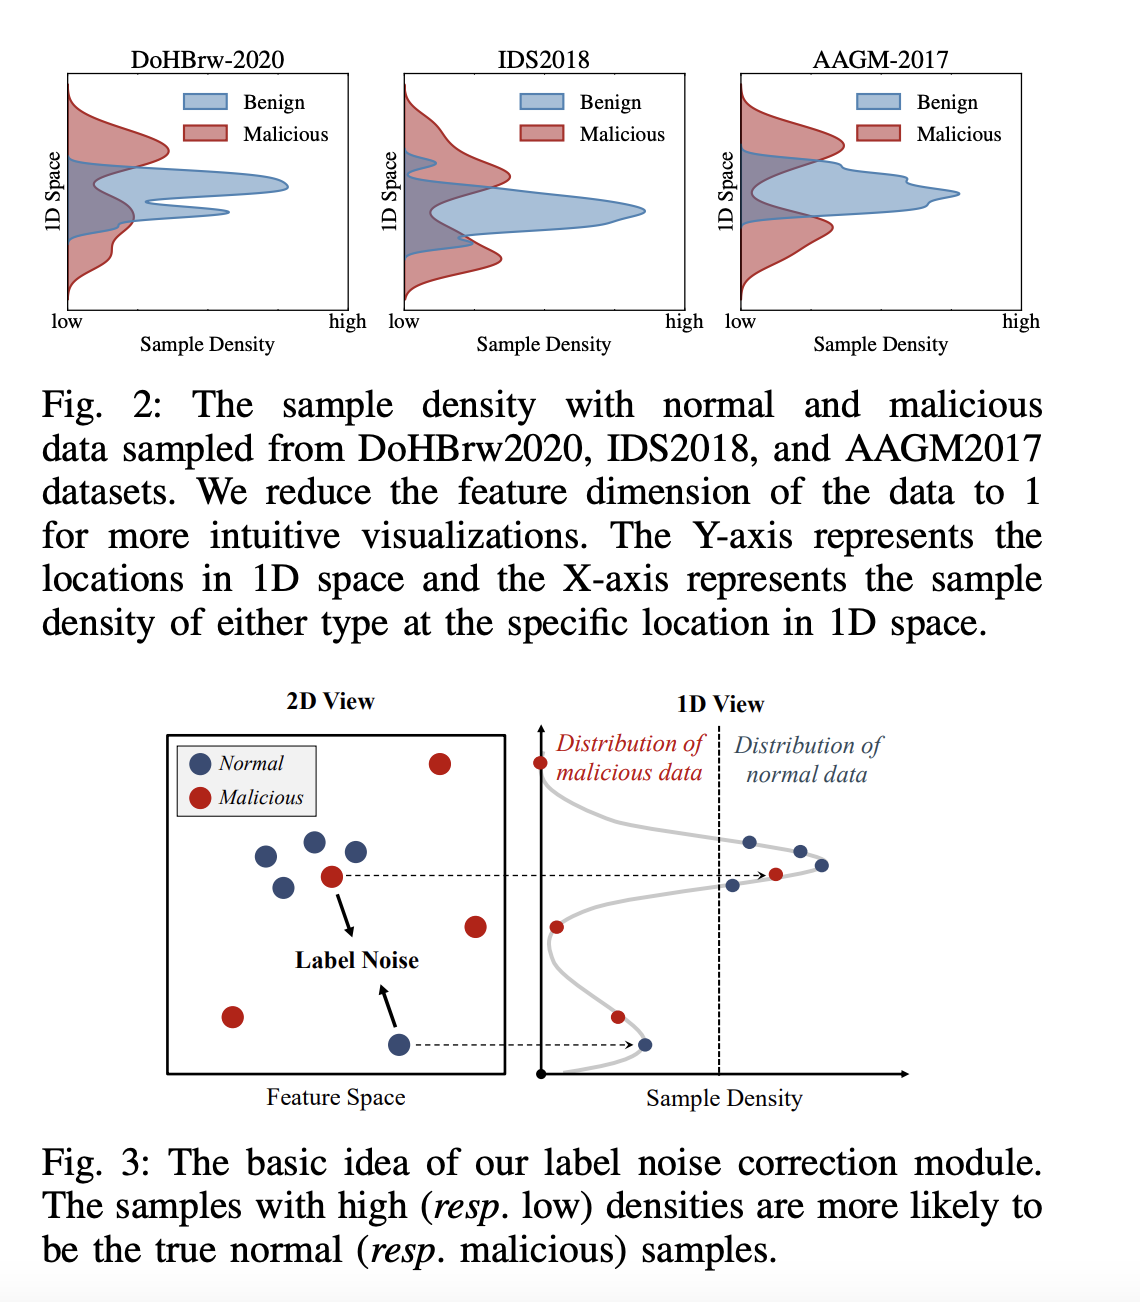 DoHBrw-2020
Benign
Malicious
1D Space
low
high
Sample Density
IDS2018
Benign
Malicious
1D Space
low
high
Sample Density
AAGM-2017
Benign
Malicious
1D Space
low
high
Sample Density
Fig. 2: The sample density with normal and malicious
data sampled from DoHBrw2020, IDS2018, and AAGM2017
datasets. We reduce the feature dimension of the data to 1
for more intuitive visualizations. The Y-axis represents the
locations in 1D space and the X-axis represents the sample
density of either type at the specific location in 1D space.
2D View
Normal
Malicious
Label Noise
Feature Space
1D View
Distribution of
malicious data
Distribution of
normal data
Sample Density
Fig. 3: The basic idea of our label noise correction module.
The samples with high (resp. low) densities are more likely to
be the true normal (resp. malicious) samples.